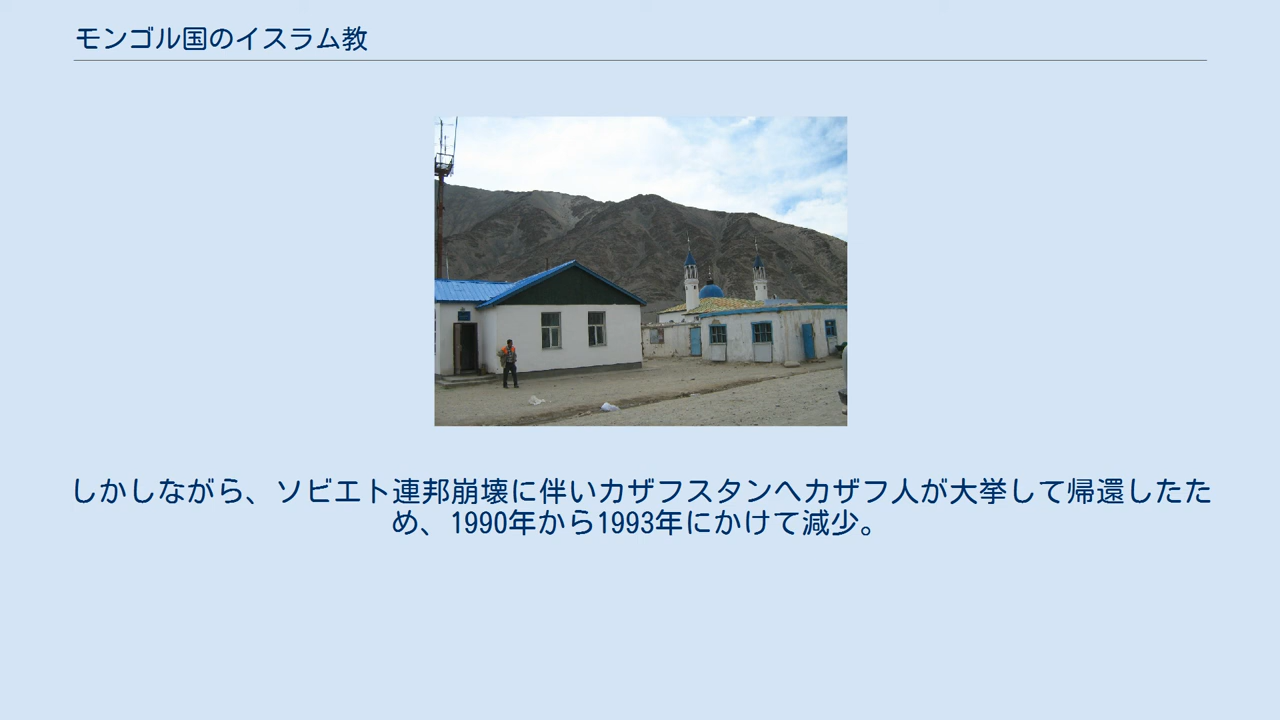 モンゴル国のイスラム教
しかしながら、ソビエト連邦崩壊に伴いカザフスタンへカザフ人が大挙して帰還したた
め、1990年から1993年にかけて減少。